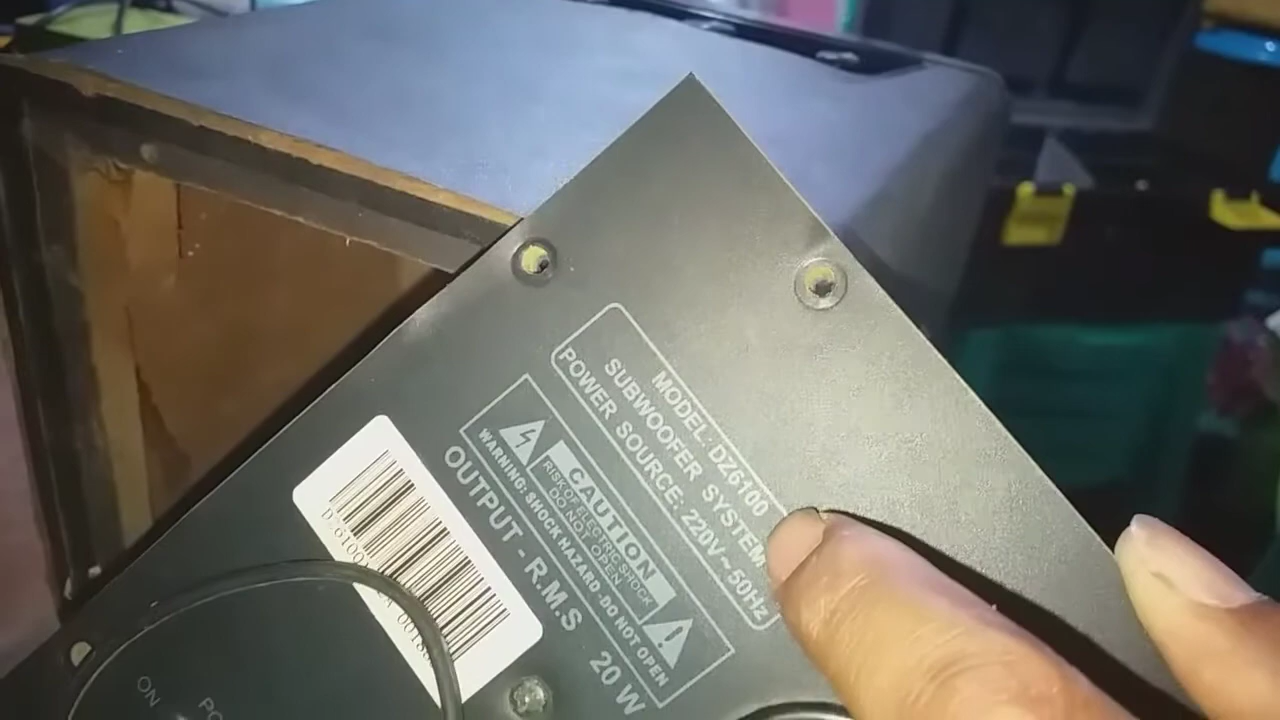 MODEL: DZ6100
SUBWOOFER SYSTEM
POWER SOURCE: 220V~50Hz
CAUTION
RISK OF ELECTRIC SHOCK
DO NOT OPEN
WARNING: SHOCK HAZARD-DO NOT OPEN
OUTPUT - R.M.S 20 W
ON